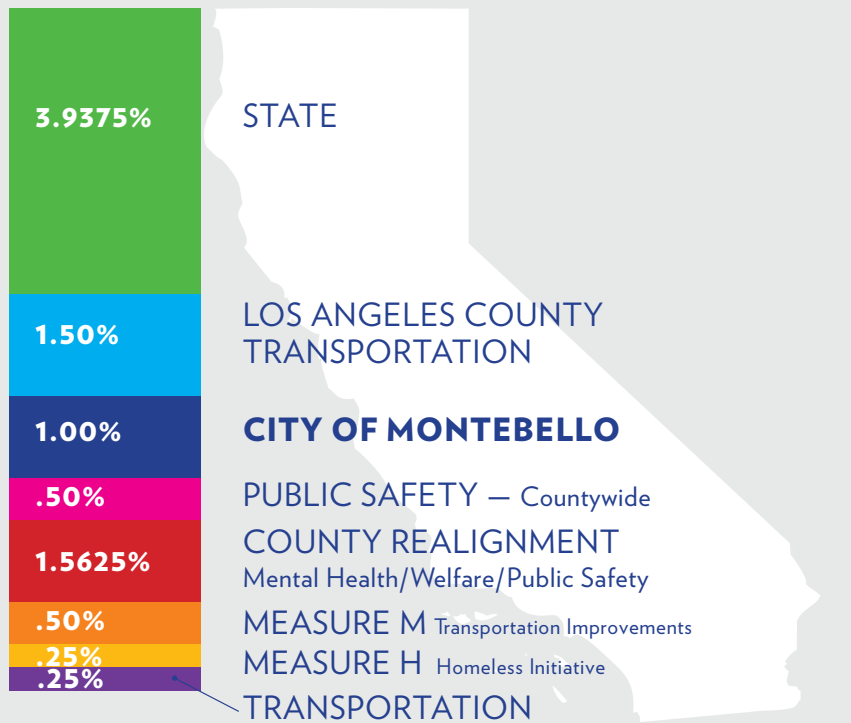 3.9375% STATE
1.50% LOS ANGELES COUNTY
TRANSPORTATION
1.00% CITY OF MONTEBELLO
.50% PUBLIC SAFETY — Countywide
1.5625% COUNTY REALIGNMENT
Mental Health/Welfare/Public Safety
.50% MEASURE M Transportation Improvements
.25% MEASURE H Homeless Initiative
.25% TRANSPORTATION